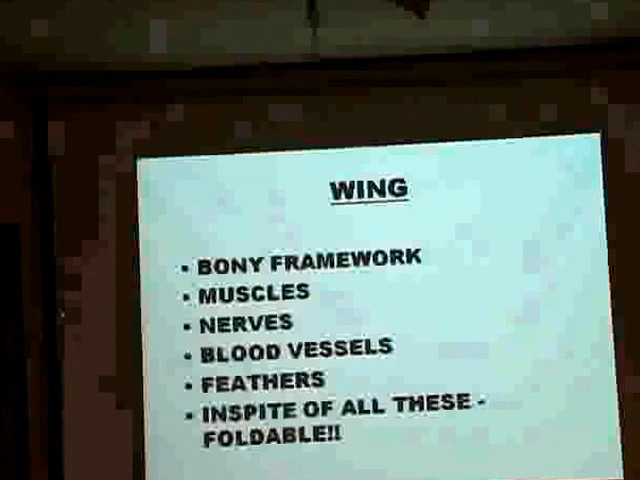 WING
• BONY FRAMEWORK
• MUSCLES
• NERVES
• BLOOD VESSELS
• FEATHERS
• INSPITE OF ALL THESE -
FOLDABLE!!